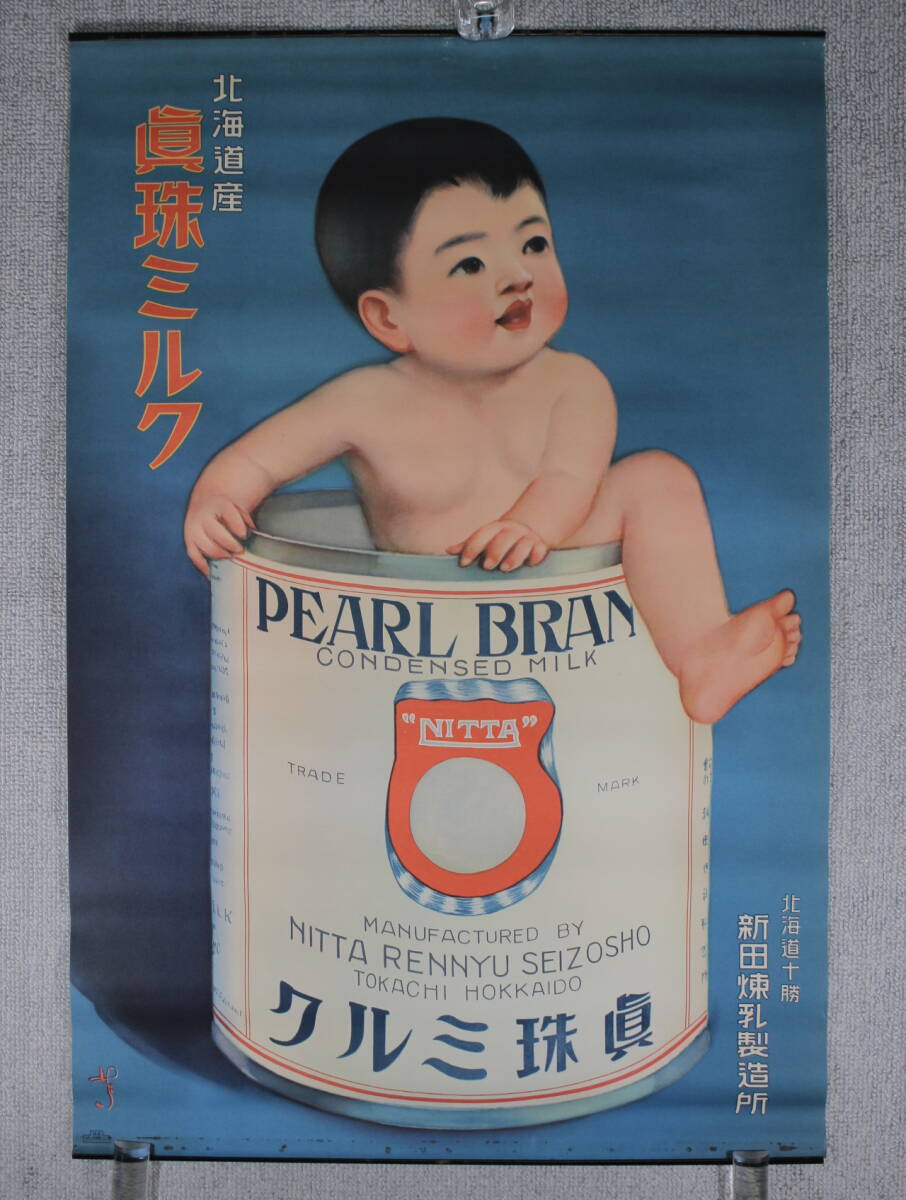 北海道産
眞珠ミルク
PEARL BRAN
CONDENSED MILK
"NITTA"
TRADE
MARK
MANUFACTURED BY
NITTA RENNYU SEIZOSHO
TOKACHI HOKKAIDO
クルミ珠眞
北海道十勝
新田煉乳製造所